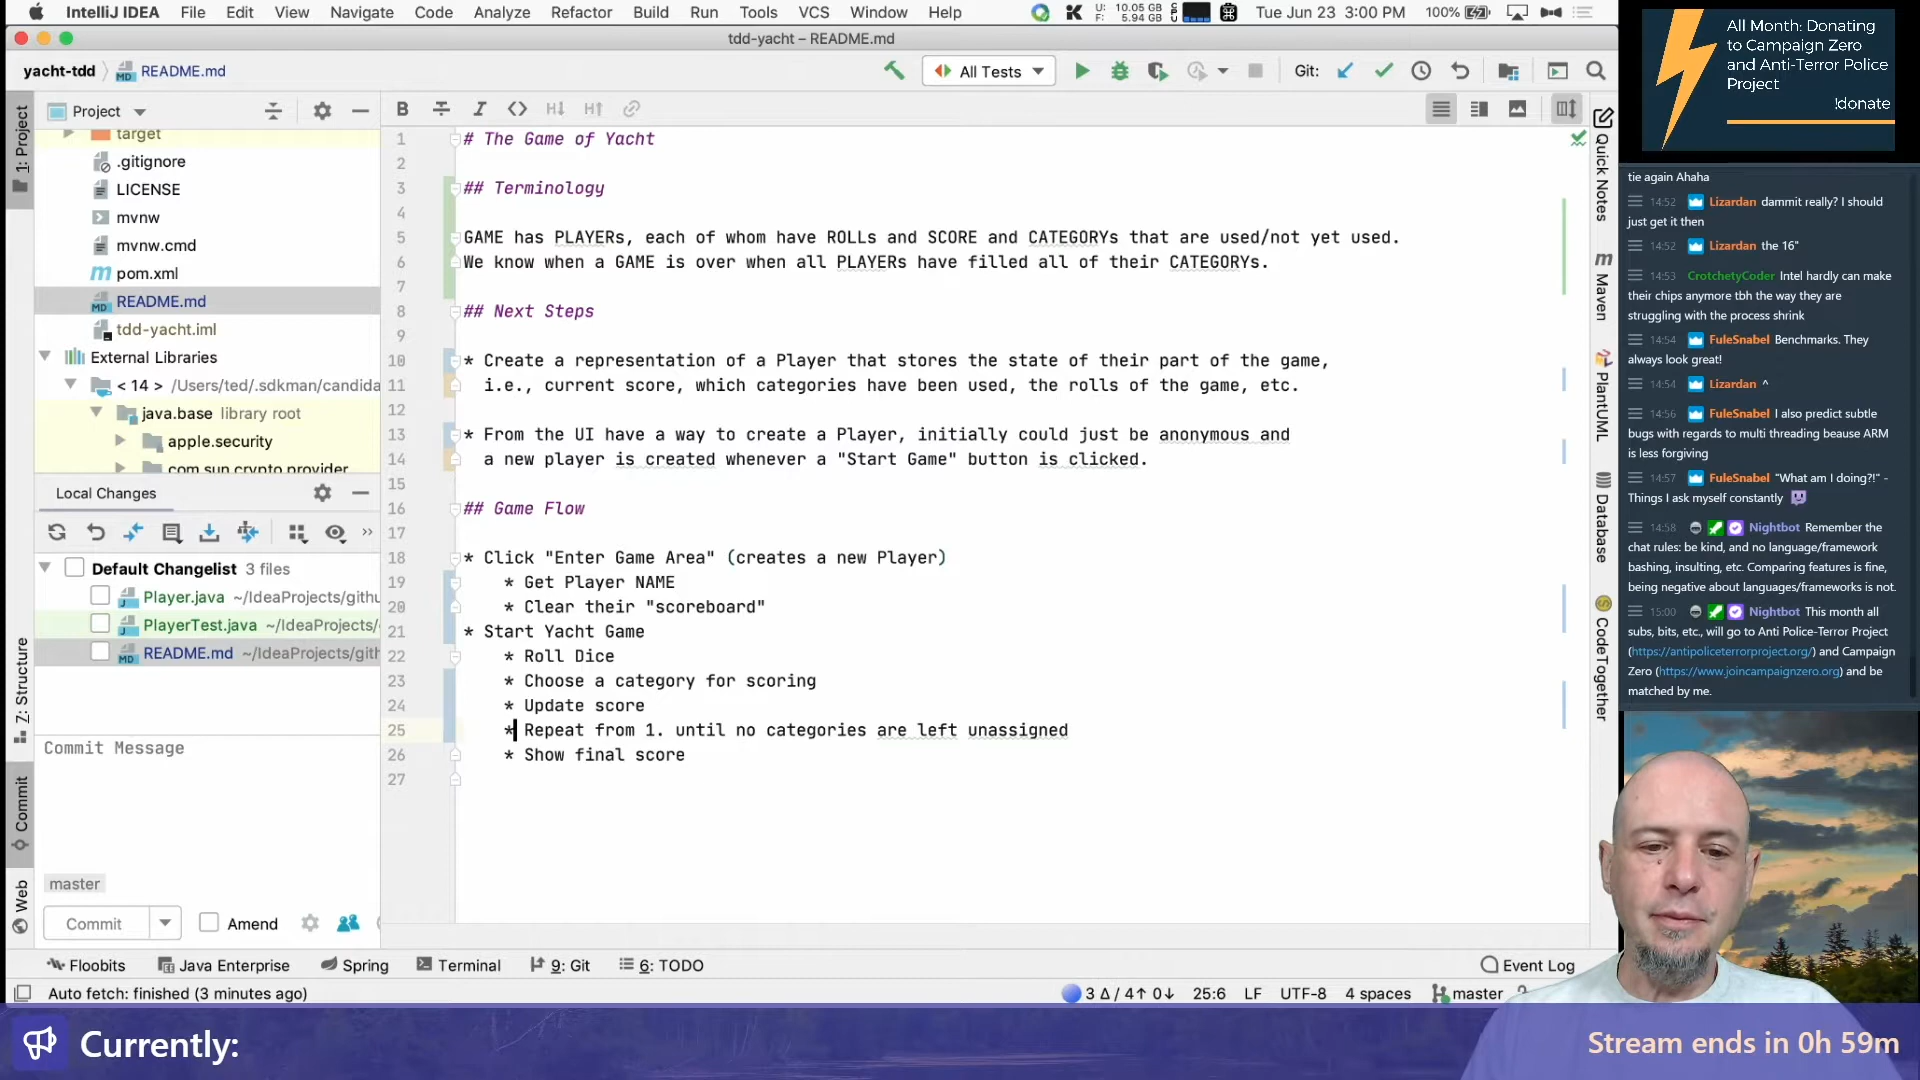 IntelliJ IDEA File Edit View Navigate Code Analyze Refactor Build Run Tools VCS Window Help
U: 10.05 GB
F: 5.94 GB
Tue Jun 23 3:00 PM 100%
tdd-yacht – README.md
yacht-tdd README.md
All Tests
Git:
1: Project
Project
target
.gitignore
LICENSE
mvnw
mvnw.cmd
pom.xml
README.md
tdd-yacht.iml
External Libraries
< 14 > /Users/ted/.sdkman/candida
java.base library root
apple.security
com.sun.crypto.provider
Local Changes
Default Changelist 3 files
Player.java ~/IdeaProjects/githu
PlayerTest.java ~/IdeaProjects/
README.md ~/IdeaProjects/gith
Z: Structure
Commit
Web
Commit Message
master
Commit
Amend
1 # The Game of Yacht
2
3 ## Terminology
4
5 GAME has PLAYERs, each of whom have ROLLs and SCORE and CATEGORYs that are used/not yet used.
6 We know when a GAME is over when all PLAYERs have filled all of their CATEGORYs.
7
8 ## Next Steps
9
10 * Create a representation of a Player that stores the state of their part of the game,
11 i.e., current score, which categories have been used, the rolls of the game, etc.
12
13 * From the UI have a way to create a Player, initially could just be anonymous and
14 a new player is created whenever a "Start Game" button is clicked.
15
16 ## Game Flow
17
18 * Click "Enter Game Area" (creates a new Player)
19 * Get Player NAME
20 * Clear their "scoreboard"
21 * Start Yacht Game
22 * Roll Dice
23 * Choose a category for scoring
24 * Update score
25 * Repeat from 1. until no categories are left unassigned
26 * Show final score
27
Quick Notes
Maven
PlantUML
Database
CodeTogether
Floobits Java Enterprise Spring Terminal 9: Git 6: TODO
Event Log
Auto fetch: finished (3 minutes ago)
3 Δ / 4↑ 0↓ 25:6 LF UTF-8 4 spaces master
All Month: Donating
to Campaign Zero
and Anti-Terror Police
Project
!donate
tie again Ahaha
14:52 Lizardan dammit really? I should
just get it then
14:52 Lizardan the 16"
14:53 CrotchetyCoder Intel hardly can make
their chips anymore tbh the way they are
struggling with the process shrink
14:54 FuleSnabel Benchmarks. They
always look great!
14:54 Lizardan ^
14:56 FuleSnabel I also predict subtle
bugs with regards to multi threading beause ARM
is less forgiving
14:57 FuleSnabel "What am I doing?!" -
Things I ask myself constantly
14:58 Nightbot Remember the
chat rules: be kind, and no language/framework
bashing, insulting, etc. Comparing features is fine,
being negative about languages/frameworks is not.
15:00 Nightbot This month all
subs, bits, etc., will go to Anti Police-Terror Project
(https://antipoliceterrorproject.org/) and Campaign
Zero (https://www.joincampaignzero.org) and be
matched by me.
Currently:
Stream ends in 0h 59m